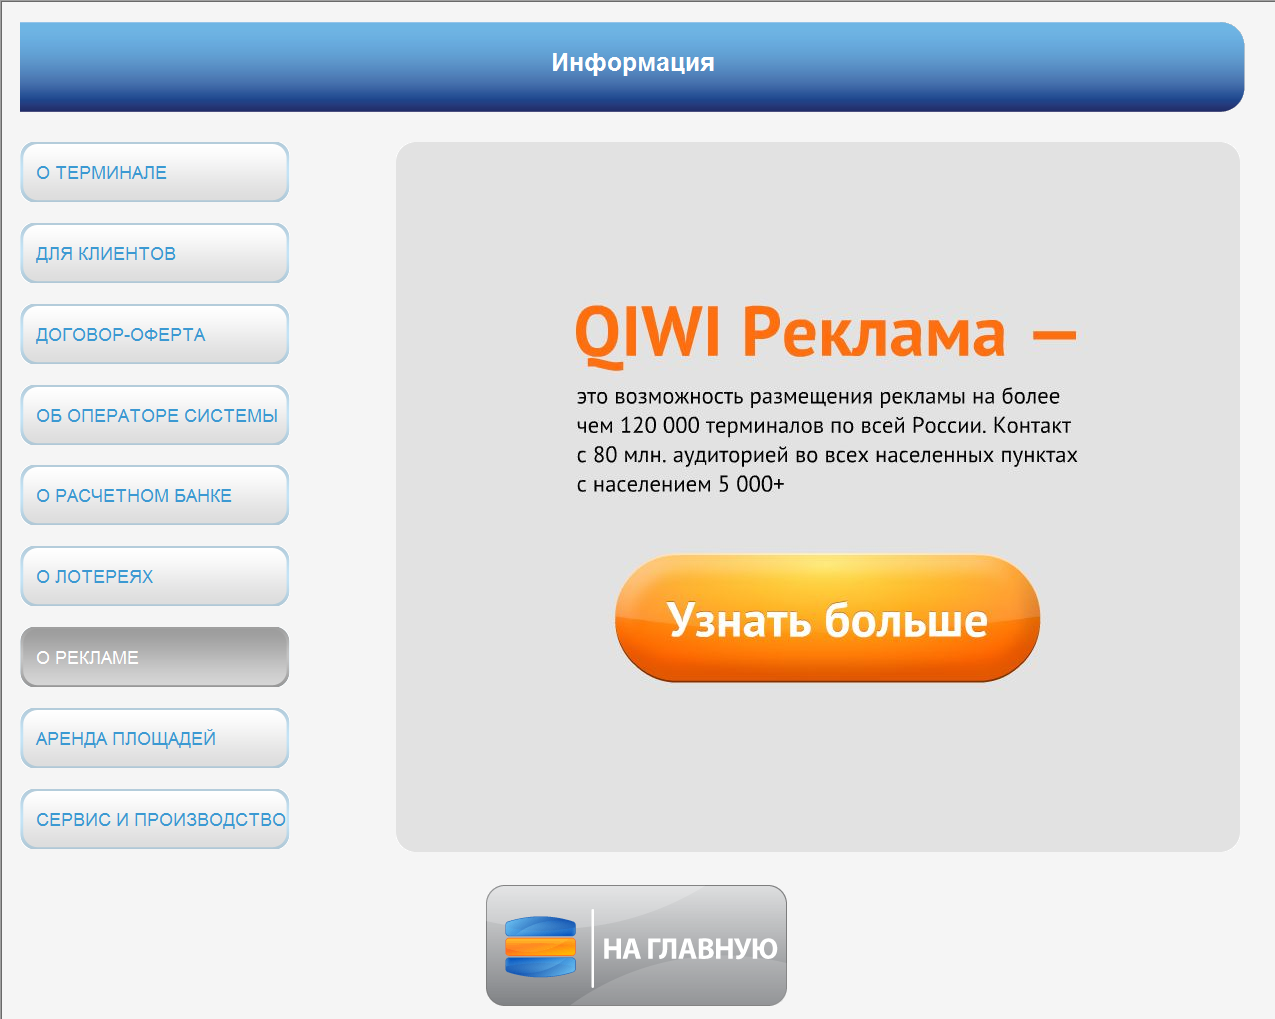 Информация
О ТЕРМИНАЛЕ
ДЛЯ КЛИЕНТОВ
ДОГОВОР-ОФЕРТА
ОБ ОПЕРАТОРЕ СИСТЕМЫ
О РАСЧЕТНОМ БАНКЕ
О ЛОТЕРЕЯХ
О РЕКЛАМЕ
АРЕНДА ПЛОЩАДЕЙ
СЕРВИС И ПРОИЗВОДСТВО
QIWI Реклама —
это возможность размещения рекламы на более
чем 120 000 терминалов по всей России. Контакт
с 80 млн. аудиторией во всех населенных пунктах
с населением 5 000+
Узнать больше
НА ГЛАВНУЮ